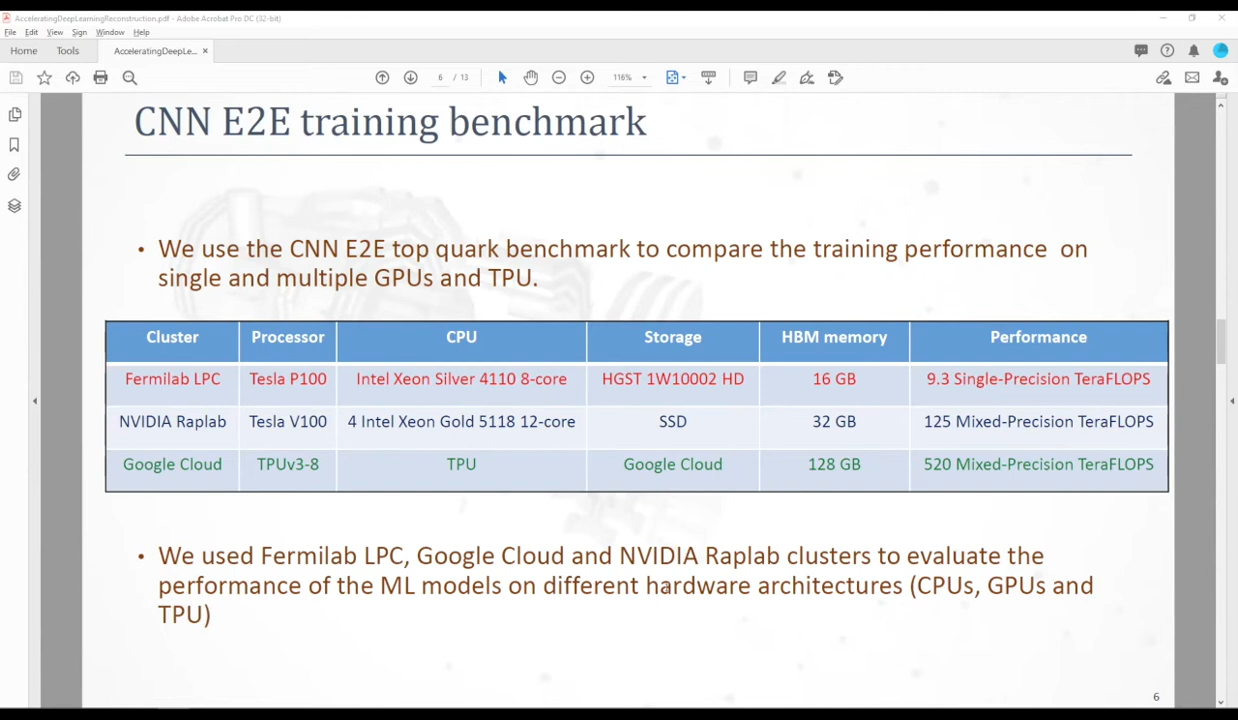 AcceleratingDeepLearningReconstruction.pdf - Adobe Acrobat Pro DC (32-bit)
File Edit View Sign Window Help
Home Tools AcceleratingDeepLe... ×
6 / 13 116%
CNN E2E training benchmark
• We use the CNN E2E top quark benchmark to compare the training performance on
single and multiple GPUs and TPU.
Cluster Processor CPU Storage HBM memory Performance
Fermilab LPC Tesla P100 Intel Xeon Silver 4110 8-core HGST 1W10002 HD 16 GB 9.3 Single-Precision TeraFLOPS
NVIDIA Raplab Tesla V100 4 Intel Xeon Gold 5118 12-core SSD 32 GB 125 Mixed-Precision TeraFLOPS
Google Cloud TPUv3-8 TPU Google Cloud 128 GB 520 Mixed-Precision TeraFLOPS
• We used Fermilab LPC, Google Cloud and NVIDIA Raplab clusters to evaluate the
performance of the ML models on different hardware architectures (CPUs, GPUs and
TPU)
6